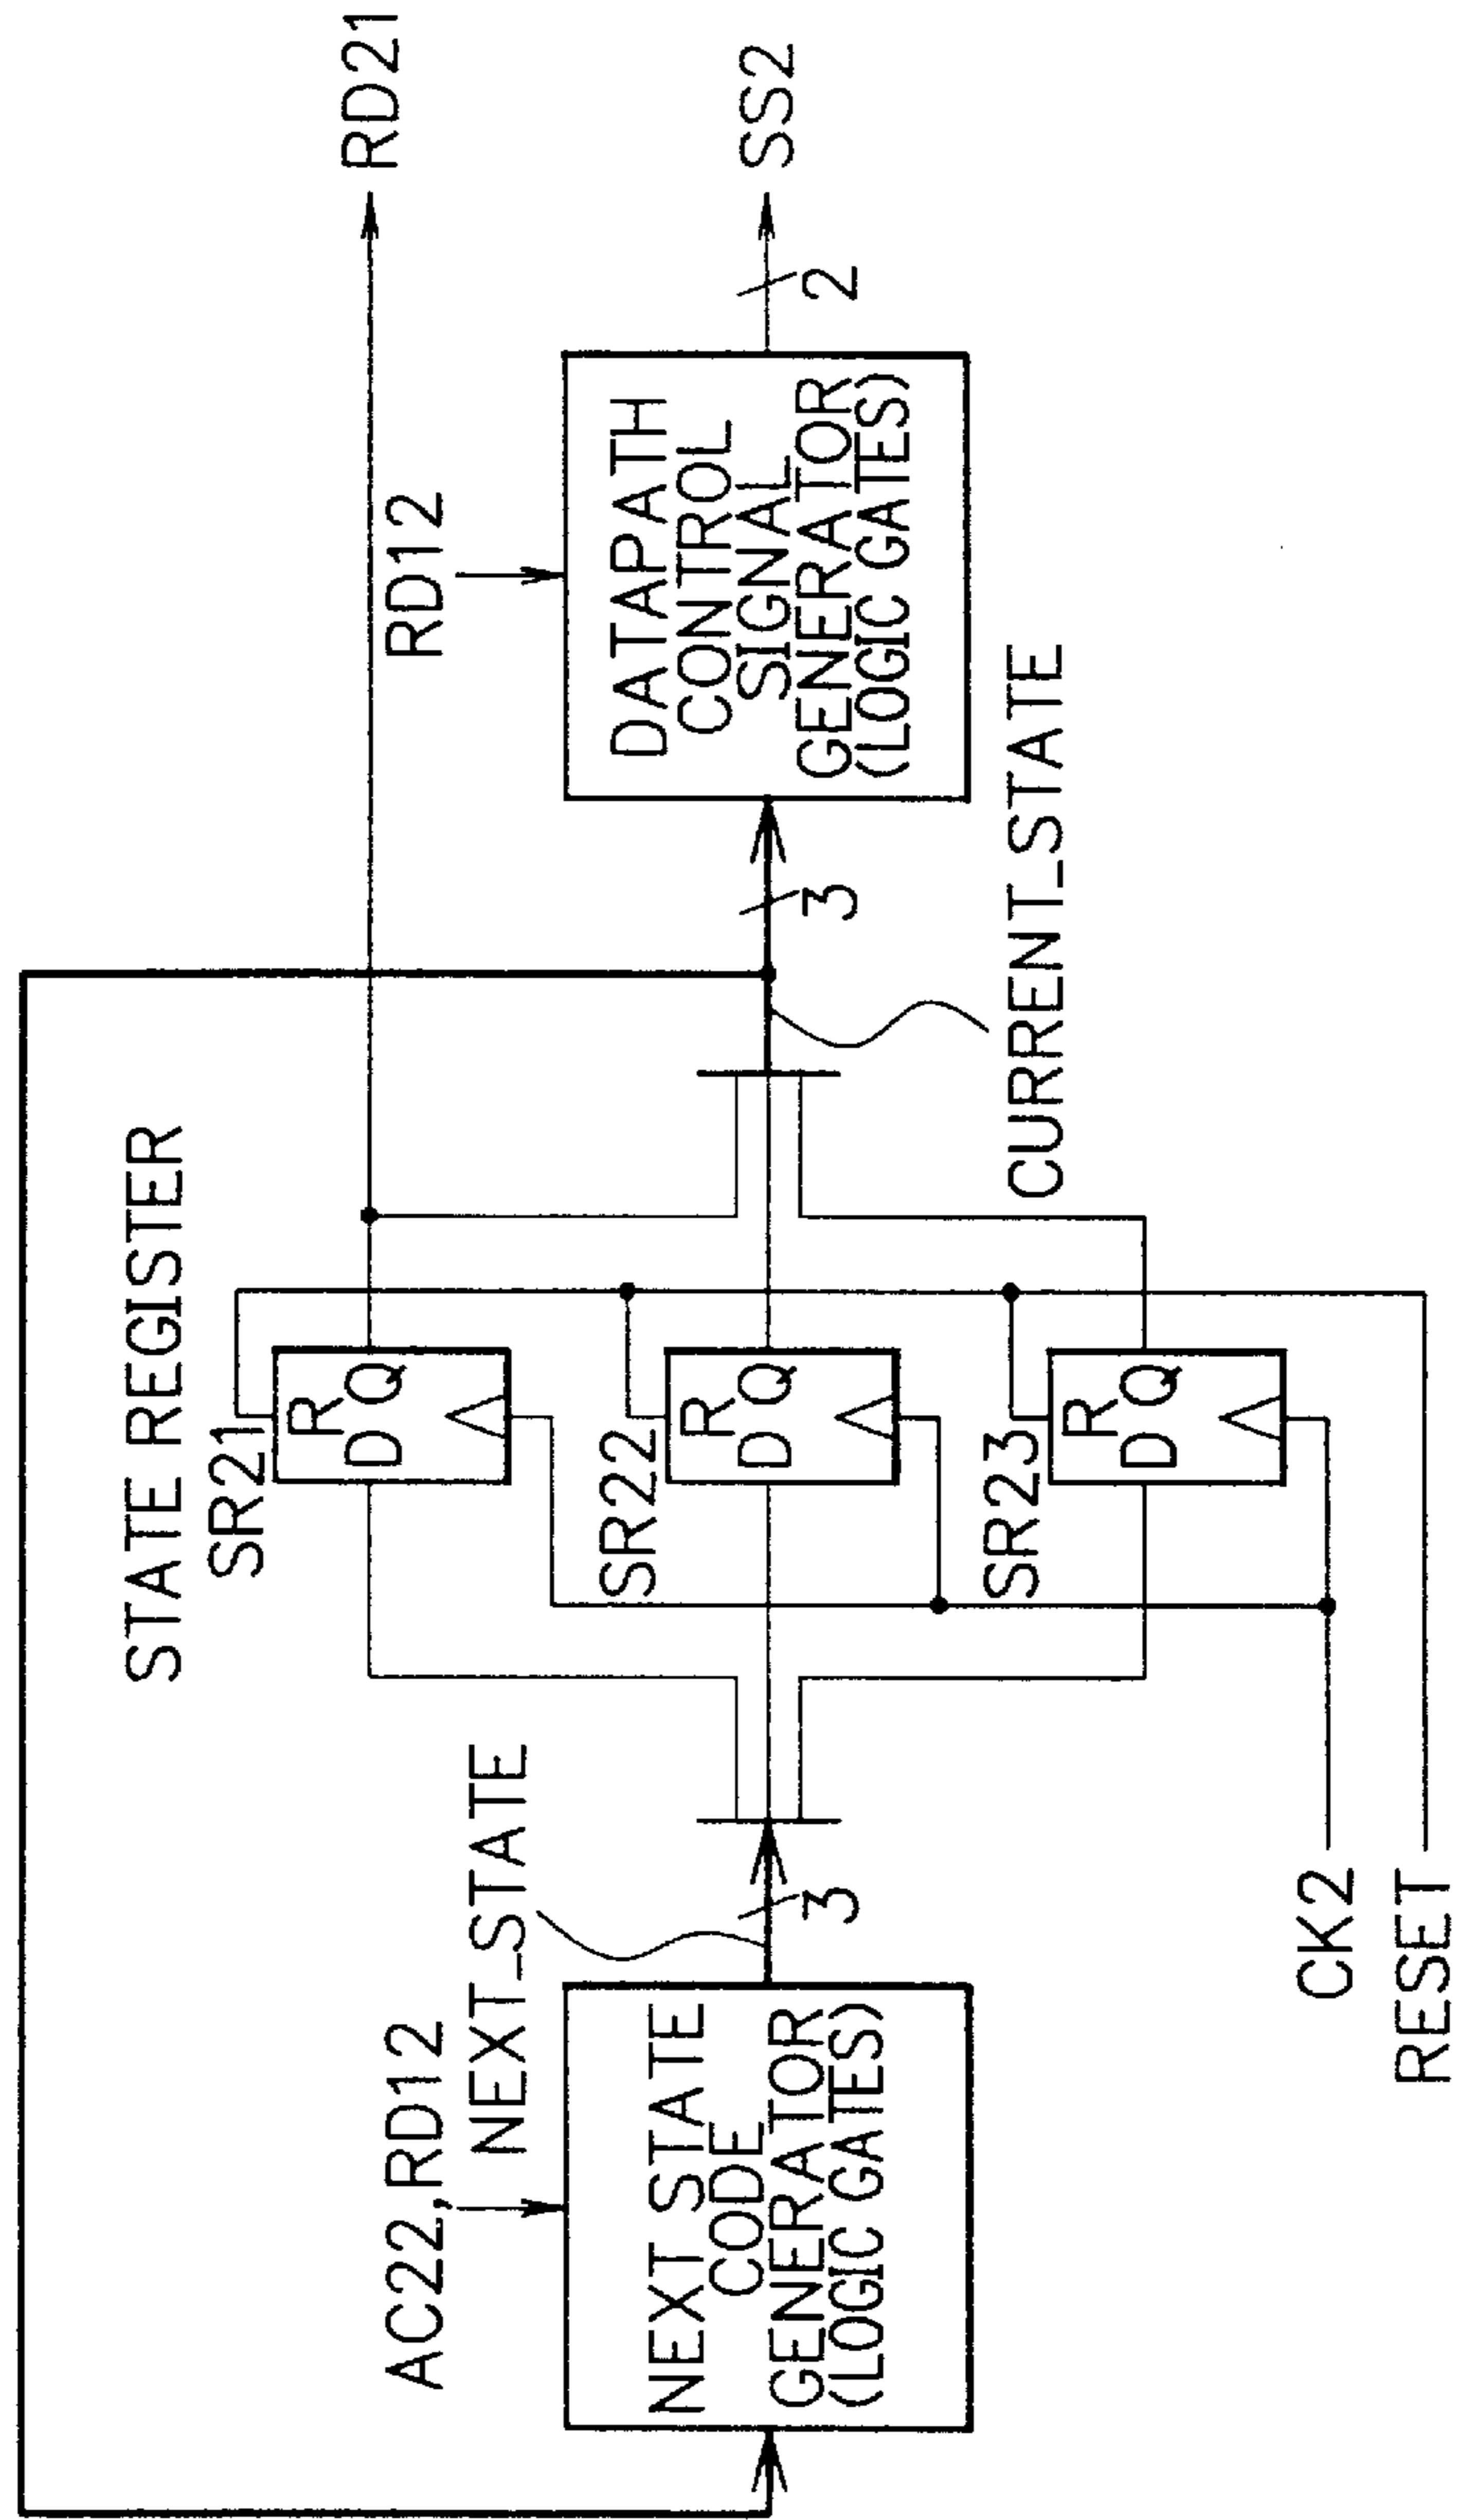 STATE REGISTER
SR21
R
D Q
RD21
AC22,RD12
NEXT_STATE
RD12
SR22
R
D Q
NEXT STATE
CODE
GENERATOR
(LOGIC GATES)
3
3
DATAPATH
CONTROL
SIGNAL
GENERATOR
(LOGIC GATES)
2
SS2
SR23
R
D Q
CURRENT_STATE
CK2
RESET